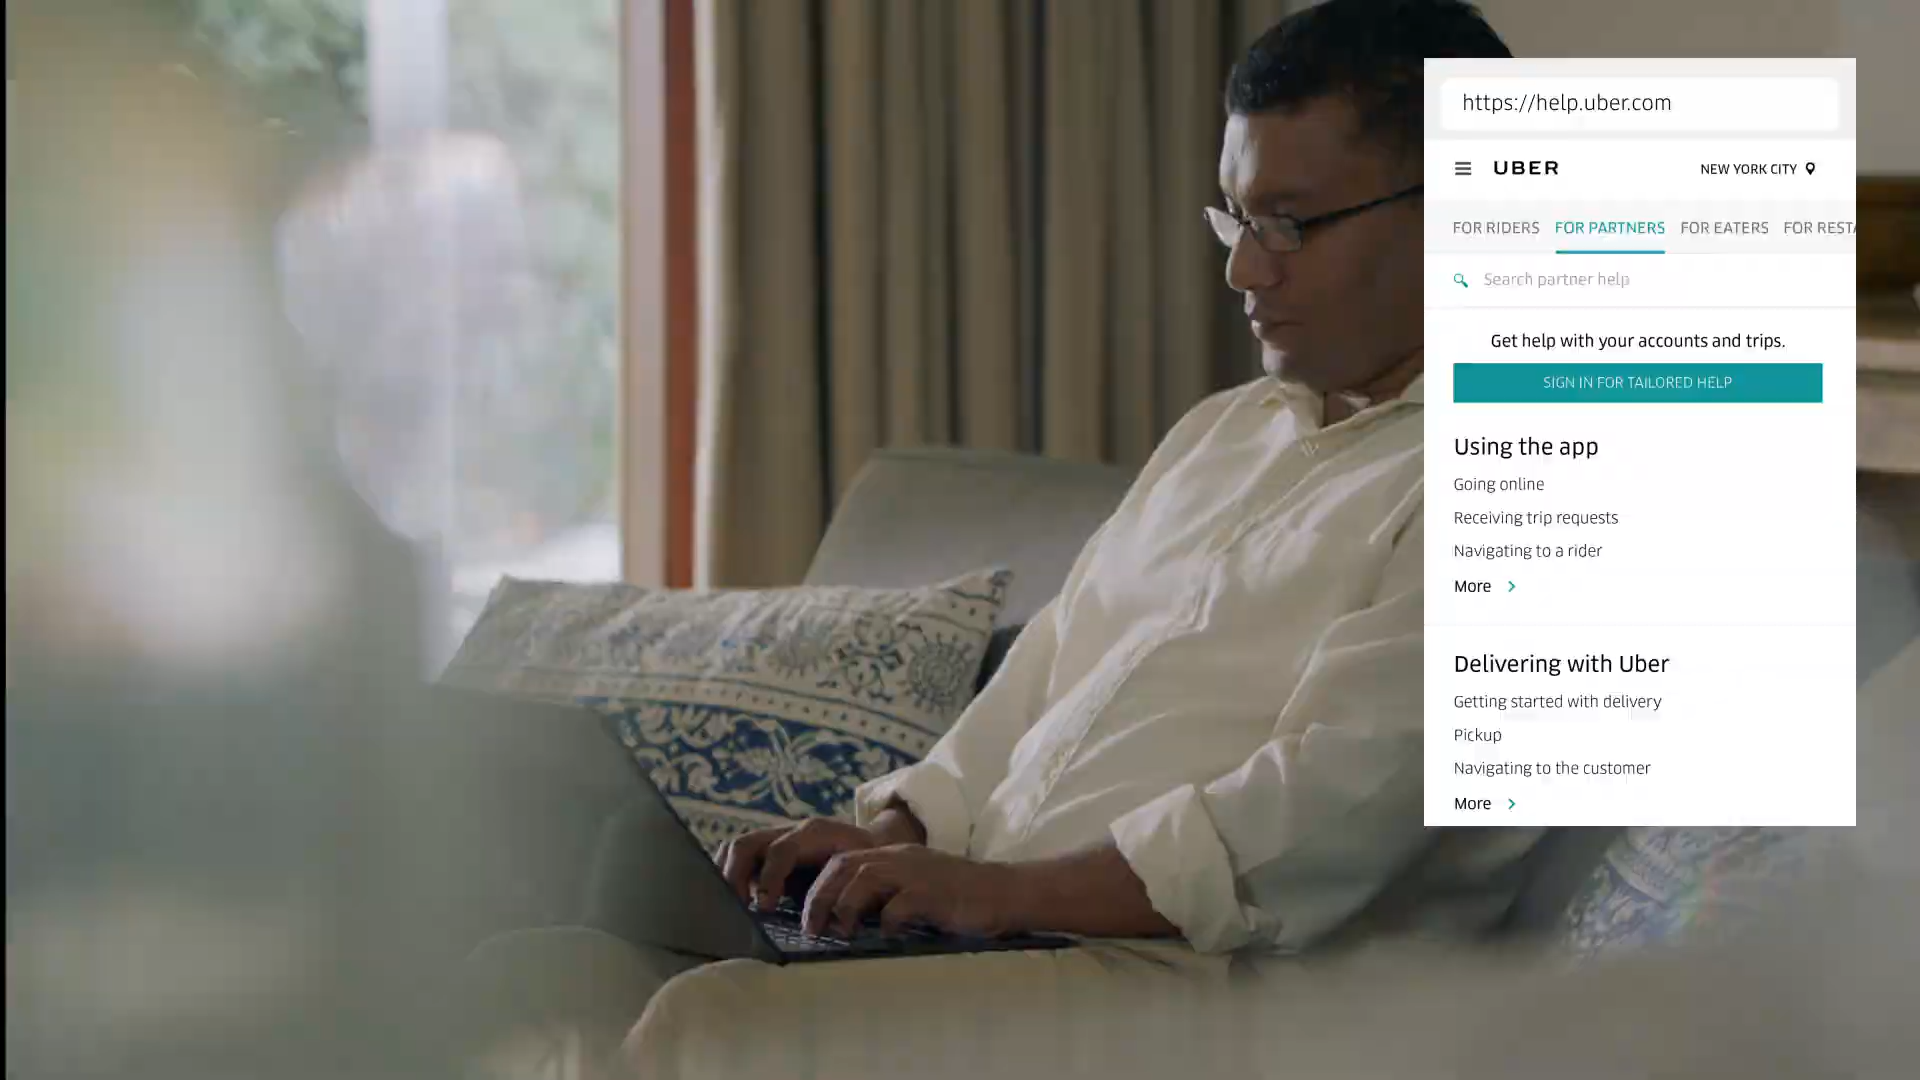 https://help.uber.com
UBER
NEW YORK CITY
FOR RIDERS FOR PARTNERS FOR EATERS FOR RESTA
Search partner help
Get help with your accounts and trips.
SIGN IN FOR TAILORED HELP
Using the app
Going online
Receiving trip requests
Navigating to a rider
More
Delivering with Uber
Getting started with delivery
Pickup
Navigating to the customer
More